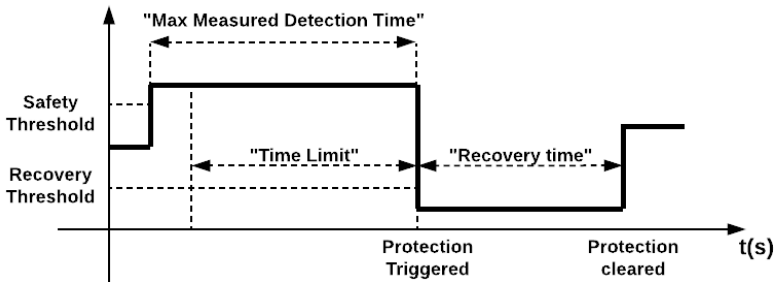 "Max Measured Detection Time"
Safety
Threshold
"Time Limit"
"Recovery time"
Recovery
Threshold
Protection
Triggered
Protection
cleared
t(s)